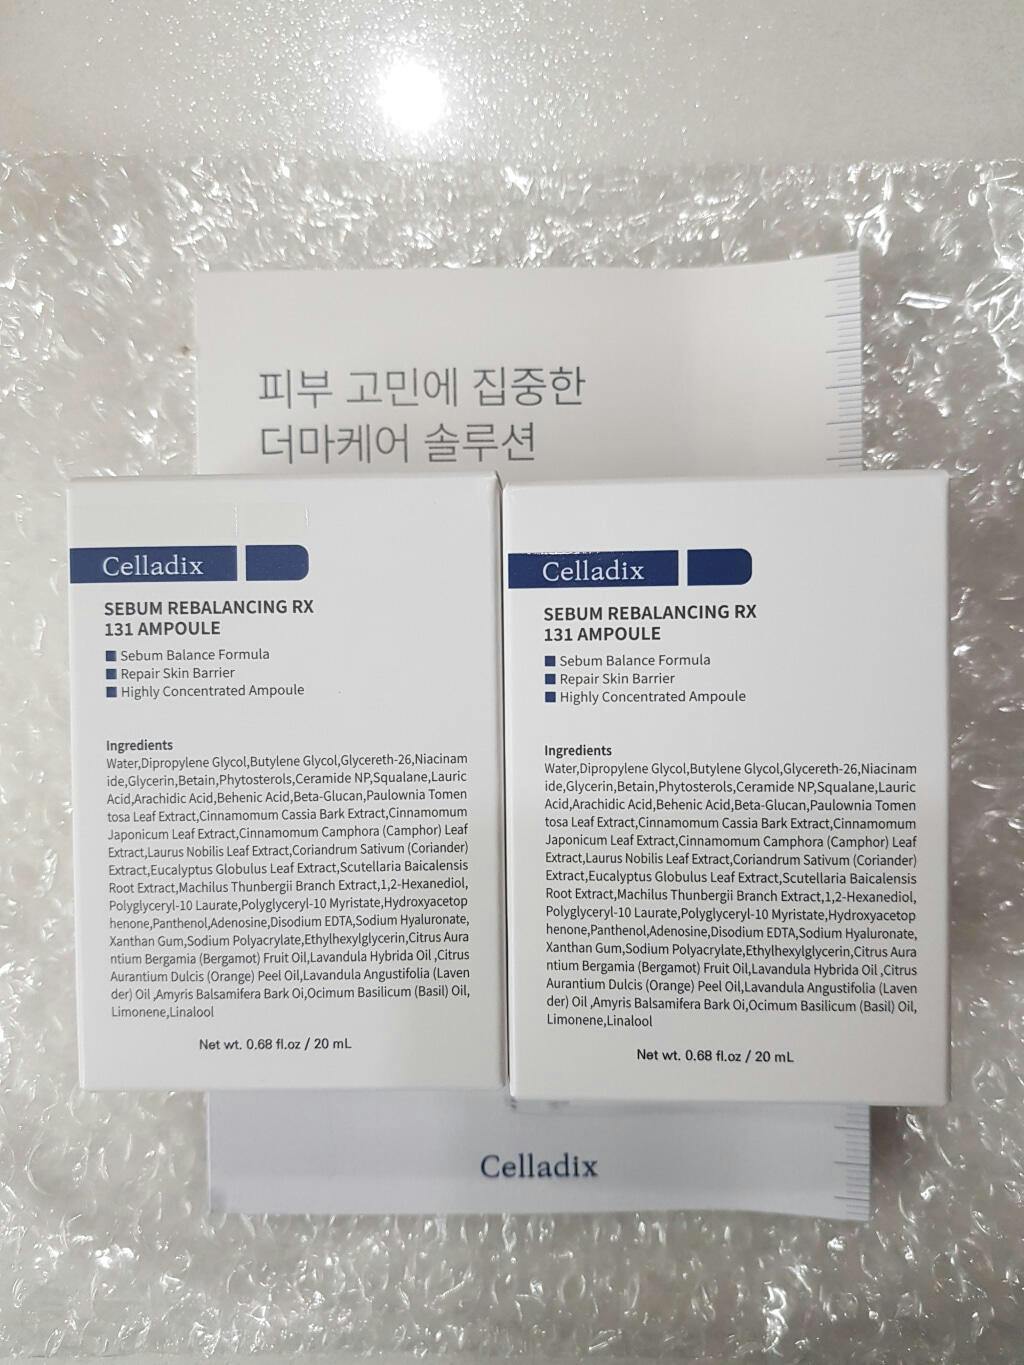 피부 고민에 집중한
더마케어 솔루션
Celladix
SEBUM REBALANCING RX
131 AMPOULE
Sebum Balance Formula
Repair Skin Barrier
Highly Concentrated Ampoule
Ingredients
Water,Dipropylene Glycol,Butylene Glycol,Glycereth-26,Niacinam
ide,Glycerin,Betain,Phytosterols,Ceramide NP,Squalane,Lauric
Acid,Arachidic Acid,Behenic Acid,Beta-Glucan,Paulownia Tomen
tosa Leaf Extract,Cinnamomum Cassia Bark Extract,Cinnamomum
Japonicum Leaf Extract,Cinnamomum Camphora (Camphor) Leaf
Extract,Laurus Nobilis Leaf Extract,Coriandrum Sativum (Coriander)
Extract,Eucalyptus Globulus Leaf Extract,Scutellaria Baicalensis
Root Extract,Machilus Thunbergii Branch Extract,1,2-Hexanediol,
Polyglyceryl-10 Laurate,Polyglyceryl-10 Myristate,Hydroxyacetop
henone,Panthenol,Adenosine,Disodium EDTA,Sodium Hyaluronate,
Xanthan Gum,Sodium Polyacrylate,Ethylhexylglycerin,Citrus Aura
ntium Bergamia (Bergamot) Fruit Oil,Lavandula Hybrida Oil ,Citrus
Aurantium Dulcis (Orange) Peel Oil,Lavandula Angustifolia (Laven
der) Oil ,Amyris Balsamifera Bark Oi,Ocimum Basilicum (Basil) Oil,
Limonene,Linalool
Net wt. 0.68 fl.oz / 20 mL
Celladix
SEBUM REBALANCING RX
131 AMPOULE
Sebum Balance Formula
Repair Skin Barrier
Highly Concentrated Ampoule
Ingredients
Water,Dipropylene Glycol,Butylene Glycol,Glycereth-26,Niacinam
ide,Glycerin,Betain,Phytosterols,Ceramide NP,Squalane,Lauric
Acid,Arachidic Acid,Behenic Acid,Beta-Glucan,Paulownia Tomen
tosa Leaf Extract,Cinnamomum Cassia Bark Extract,Cinnamomum
Japonicum Leaf Extract,Cinnamomum Camphora (Camphor) Leaf
Extract,Laurus Nobilis Leaf Extract,Coriandrum Sativum (Coriander)
Extract,Eucalyptus Globulus Leaf Extract,Scutellaria Baicalensis
Root Extract,Machilus Thunbergii Branch Extract,1,2-Hexanediol,
Polyglyceryl-10 Laurate,Polyglyceryl-10 Myristate,Hydroxyacetop
henone,Panthenol,Adenosine,Disodium EDTA,Sodium Hyaluronate,
Xanthan Gum,Sodium Polyacrylate,Ethylhexylglycerin,Citrus Aura
ntium Bergamia (Bergamot) Fruit Oil,Lavandula Hybrida Oil ,Citrus
Aurantium Dulcis (Orange) Peel Oil,Lavandula Angustifolia (Laven
der) Oil ,Amyris Balsamifera Bark Oi,Ocimum Basilicum (Basil) Oil,
Limonene,Linalool
Net wt. 0.68 fl.oz / 20 mL
Celladix